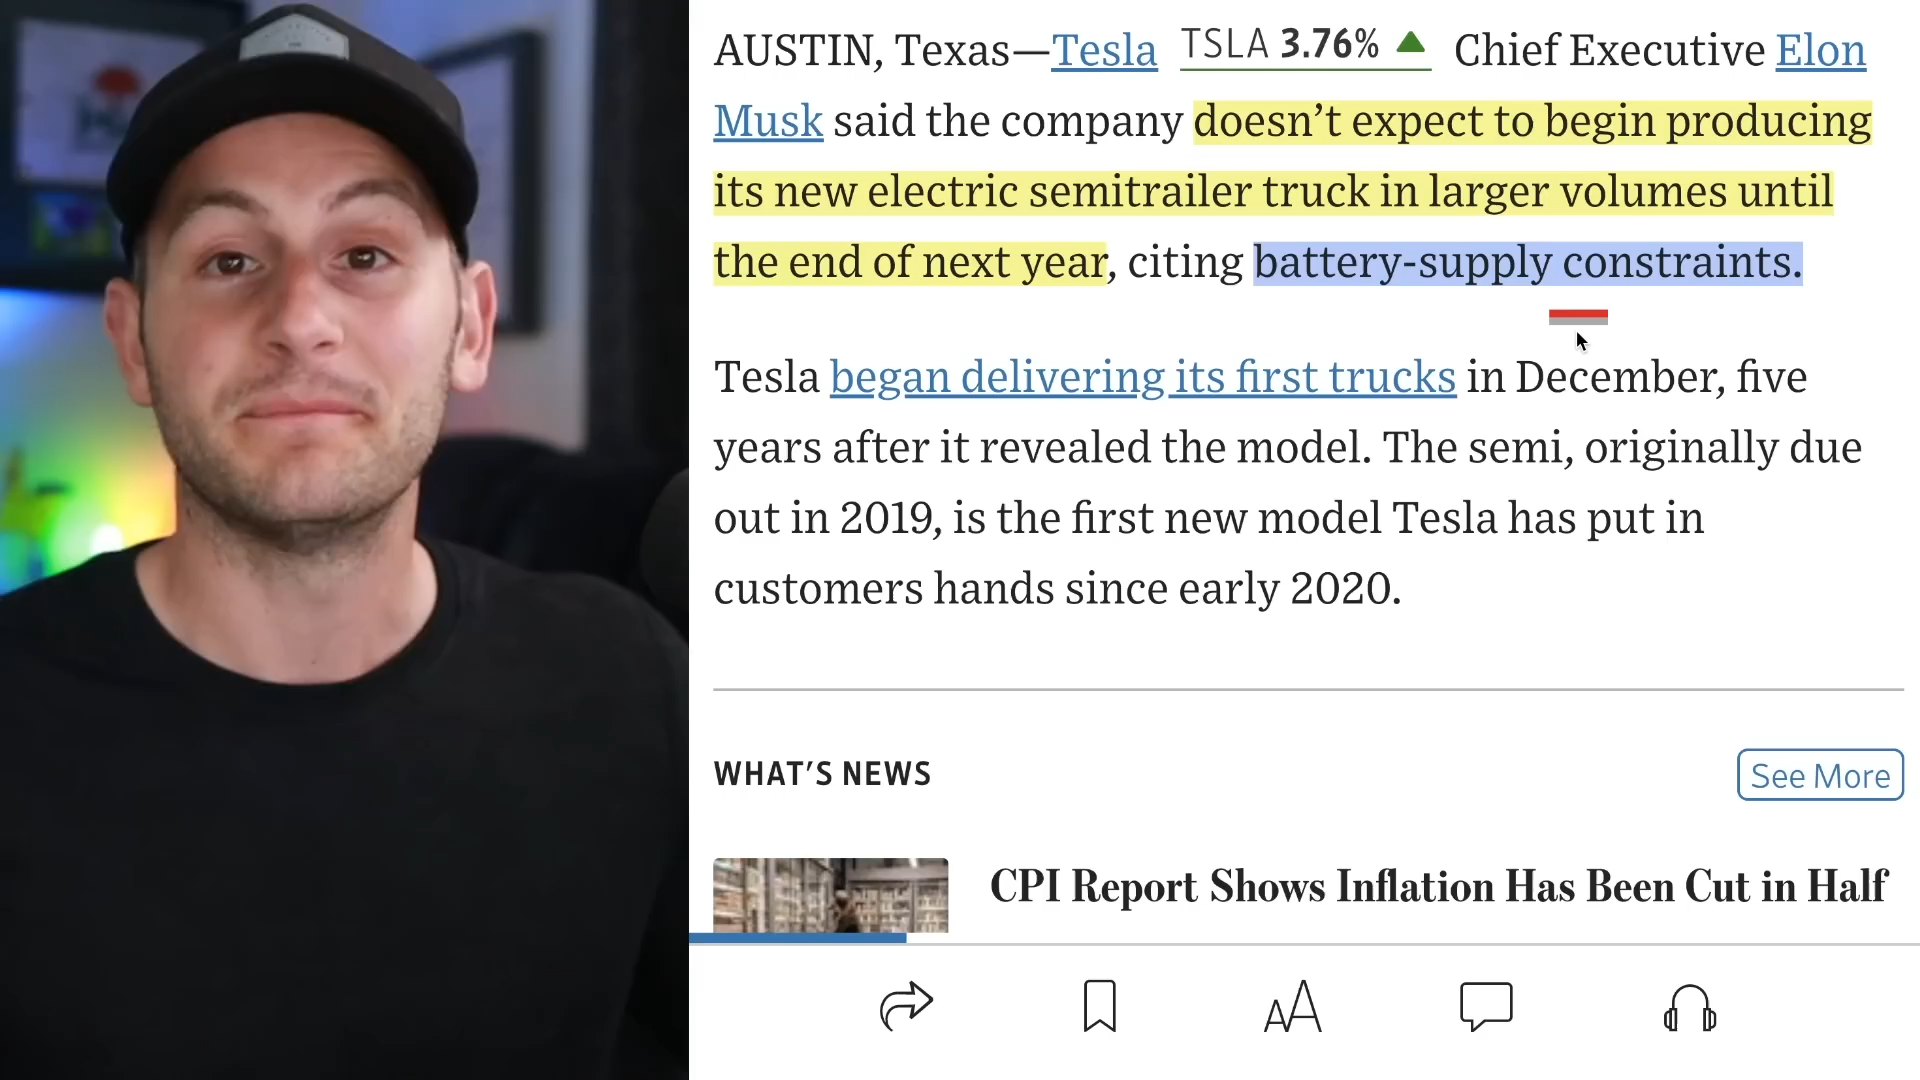 AUSTIN, Texas—Tesla TSLA 3.76% Chief Executive Elon
Musk said the company doesn’t expect to begin producing
its new electric semitrailer truck in larger volumes until
the end of next year, citing battery-supply constraints.
Tesla began delivering its first trucks in December, five
years after it revealed the model. The semi, originally due
out in 2019, is the first new model Tesla has put in
customers hands since early 2020.
WHAT’S NEWS
See More
CPI Report Shows Inflation Has Been Cut in Half
AA